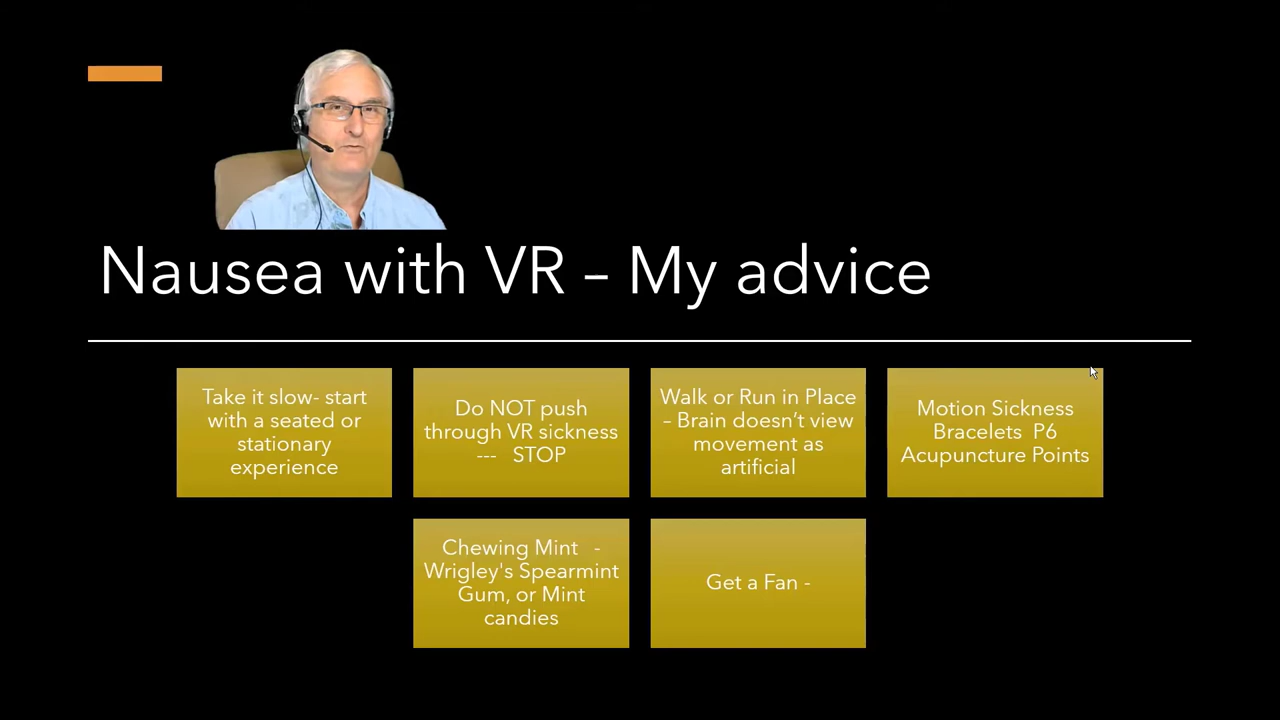 Nausea with VR – My advice
Take it slow- start
with a seated or
stationary
experience
Do NOT push
through VR sickness
--- STOP
Walk or Run in Place
– Brain doesn't view
movement as
artificial
Motion Sickness
Bracelets P6
Acupuncture Points
Chewing Mint -
Wrigley's Spearmint
Gum, or Mint
candies
Get a Fan -